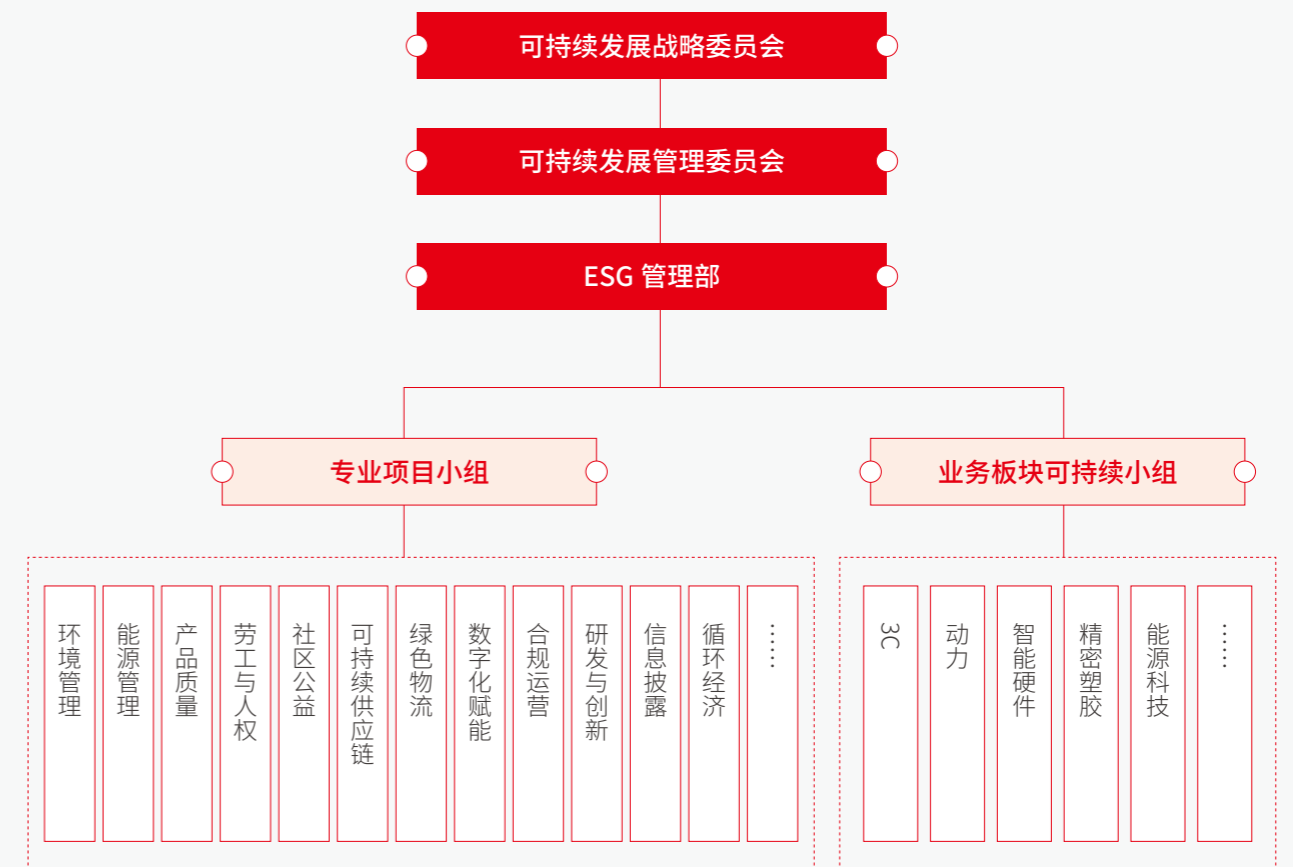 可持续发展战略委员会
可持续发展管理委员会
ESG 管理部
专业项目小组
业务板块可持续小组
环境管理
能源管理
产品质量
劳工与人权
社区公益
可持续供应链
绿色物流
数字化赋能
合规运营
研发与创新
信息披露
循环经济
……
3C
动力
智能硬件
精密塑胶
能源科技
……